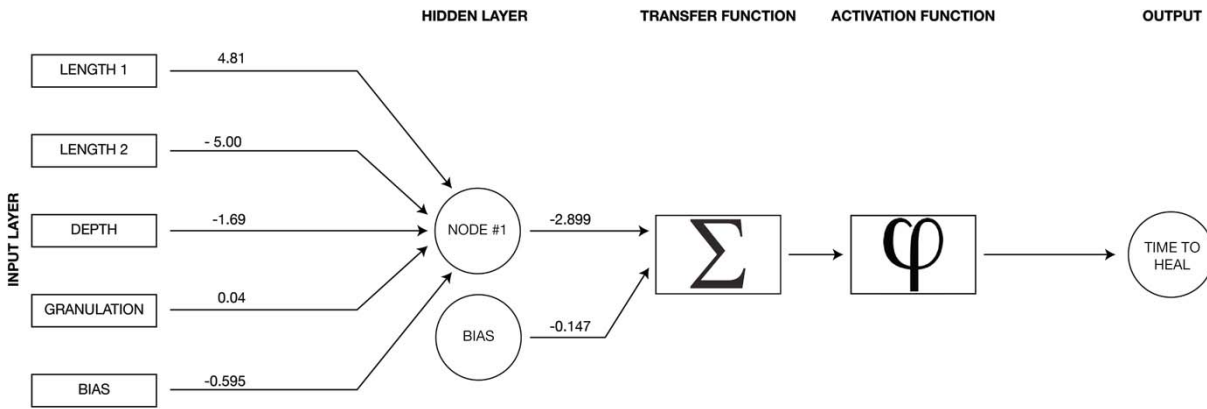 HIDDEN LAYER
TRANSFER FUNCTION
ACTIVATION FUNCTION
OUTPUT
INPUT LAYER
LENGTH 1
4.81
LENGTH 2
- 5.00
DEPTH
-1.69
GRANULATION
0.04
BIAS
-0.595
NODE #1
-2.899
BIAS
-0.147
Σ
φ
TIME TO
HEAL